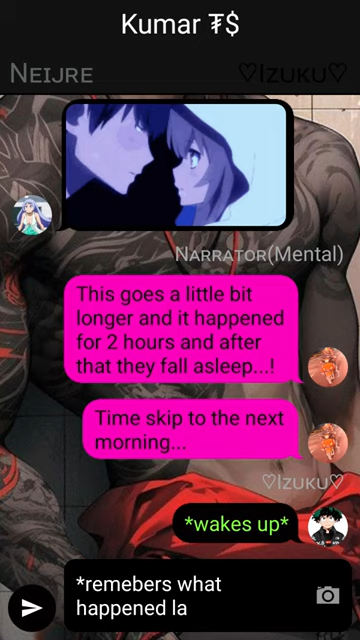 Kumar ₮$
NEIJRE
♡IZUKU♡
NARRATOR(MENTAL)
This goes a little bit
longer and it happened
for 2 hours and after
that they fall asleep...!
Time skip to the next
morning...
♡IZUKU♡
*wakes up*
*remebers what
happened la